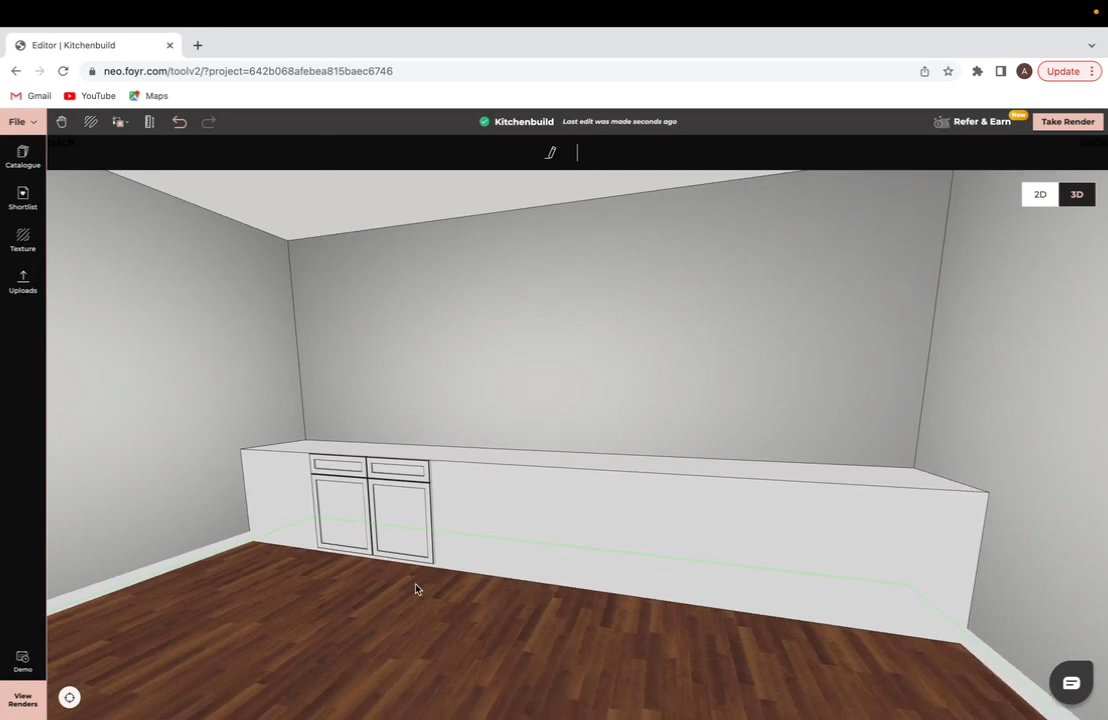 Editor | Kitchenbuild
neo.foyr.com/toolv2/?project=642b068afebea815baec6746
A
Update
Gmail
YouTube
Maps
File
Kitchenbuild
Last edit was made seconds ago
Refer & Earn
New
Take Render
back
Catalogue
Shortlist
Texture
Uploads
2D
3D
Demo
View
Renders